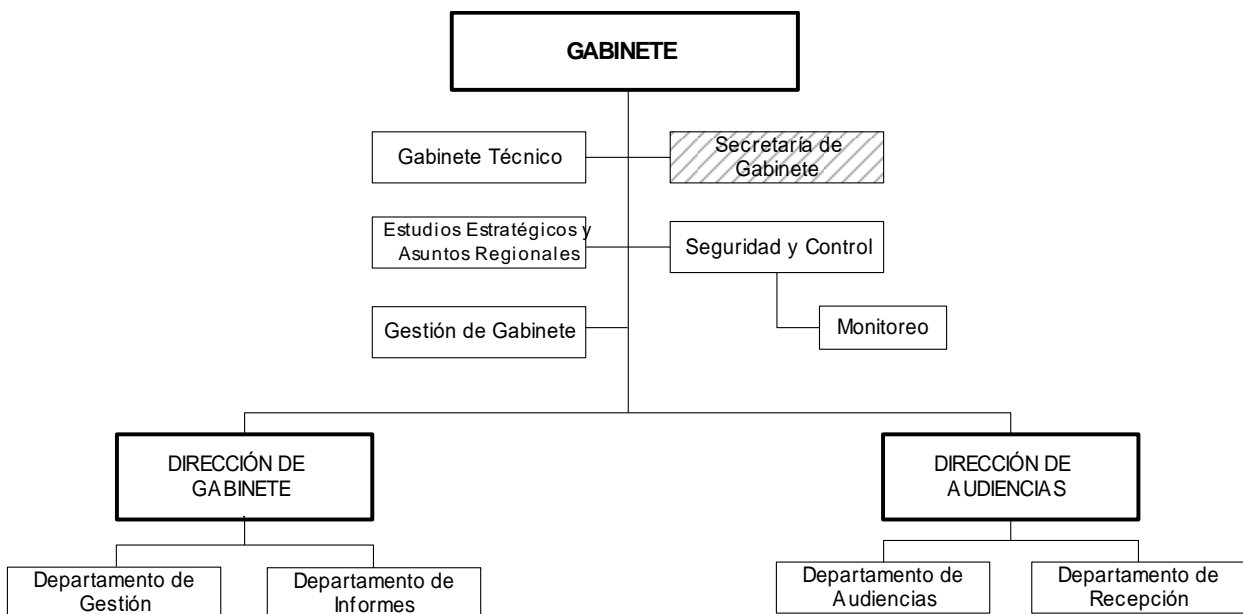 GABINETE
Gabinete Técnico
Secretaría de
Gabinete
Estudios Estratégicos y
Asuntos Regionales
Seguridad y Control
Gestión de Gabinete
Monitoreo
DIRECCIÓN DE
GABINETE
DIRECCIÓN DE
AUDIENCIAS
Departamento de
Gestión
Departamento de
Informes
Departamento de
Audiencias
Departamento de
Recepción